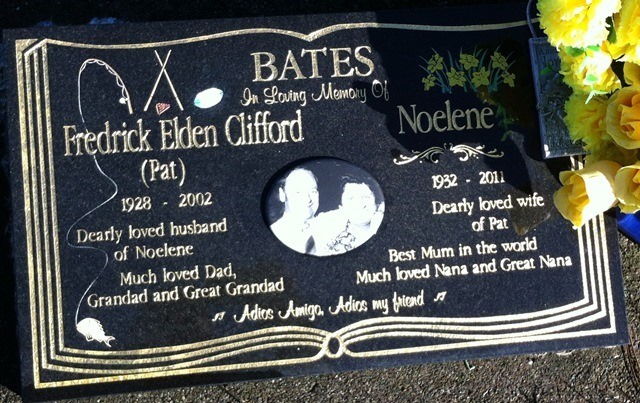 BATES
In Loving Memory Of
Fredrick Elden Clifford
(Pat)
1928 - 2002
Dearly loved husband
of Noelene
Much loved Dad,
Grandad and Great Grandad
Noelene
1932 - 2011
Dearly loved wife
of Pat
Best Mum in the world
Much loved Nana and Great Nana
Adios Amigo, Adios my friend